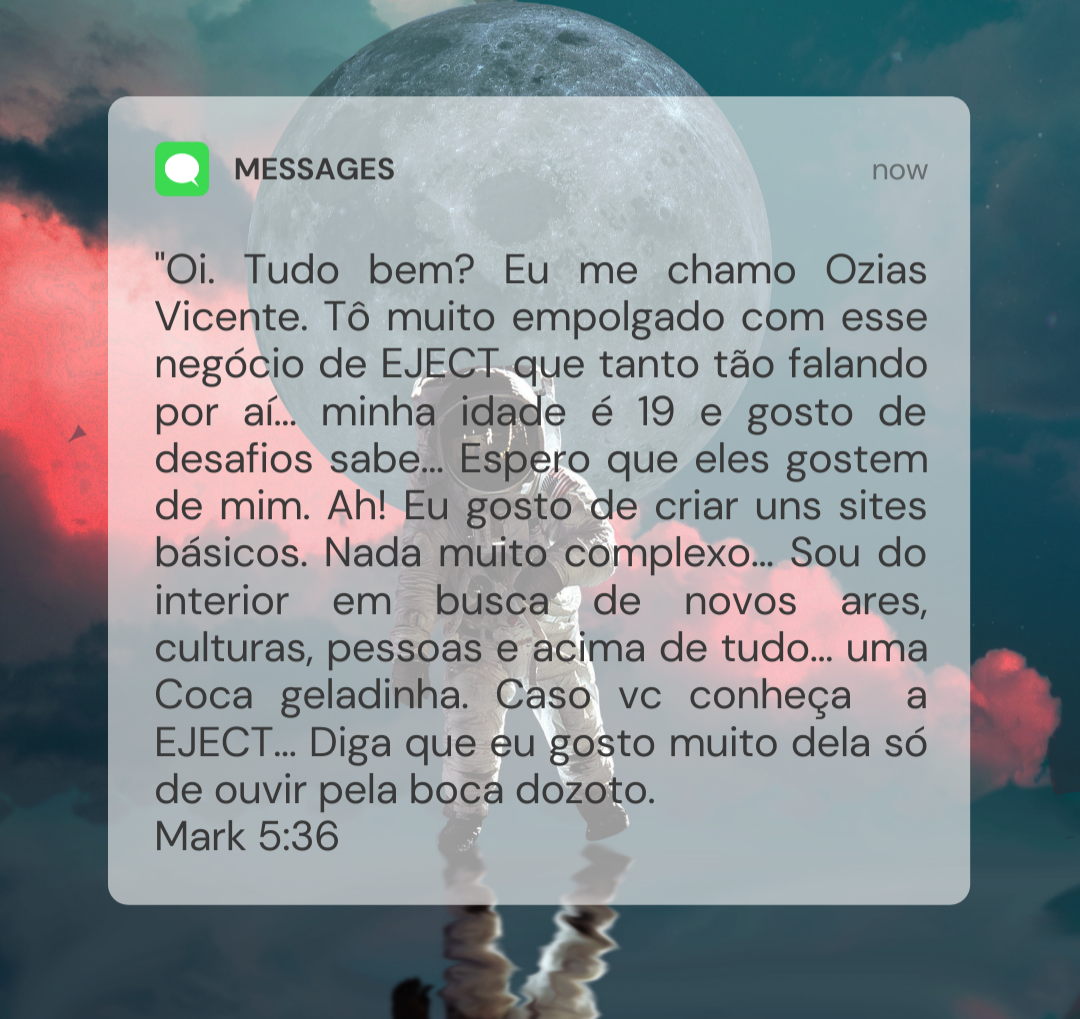 MESSAGES
now
"Oi. Tudo bem? Eu me chamo Ozias
Vicente. Tô muito empolgado com esse
negócio de EJECT que tanto tão falando
por aí... minha idade é 19 e gosto de
desafios sabe... Espero que eles gostem
de mim. Ah! Eu gosto de criar uns sites
básicos. Nada muito complexo... Sou do
interior em busca de novos ares,
culturas, pessoas e acima de tudo... uma
Coca geladinha. Caso vc conheça a
EJECT... Diga que eu gosto muito dela só
de ouvir pela boca dozoto.
Mark 5:36